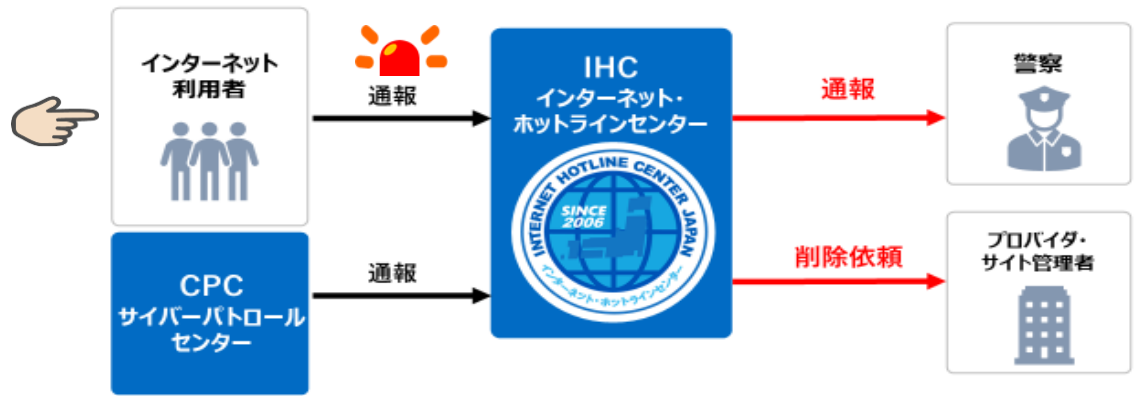 インターネット
利用者
通報
CPC
サイバーパトロール
センター
通報
IHC
インターネット・
ホットラインセンター
INTERNET HOTLINE CENTER JAPAN
SINCE
2006
インターネット・ホットラインセンター
通報
警察
削除依頼
プロバイダ・
サイト管理者